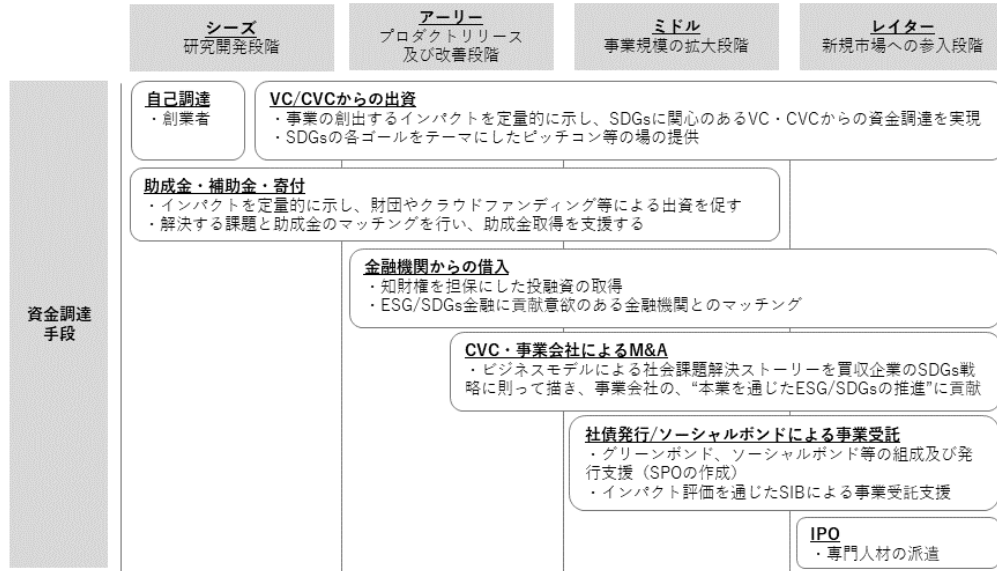 シーズ
研究開発段階
アーリー
プロダクトリリース
及び改善段階
ミドル
事業規模の拡大段階
レイター
新規市場への参入段階
資金調達
手段
自己調達
・創業者
VC/CVCからの出資
・事業の創出するインパクトを定量的に示し、SDGsに関心のあるVC・CVCからの資金調達を実現
・SDGsの各ゴールをテーマにしたピッチコン等の場の提供
助成金・補助金・寄付
・インパクトを定量的に示し、財団やクラウドファンディング等による出資を促す
・解決する課題と助成金のマッチングを行い、助成金取得を支援する
金融機関からの借入
・知財権を担保にした投融資の取得
・ESG/SDGs金融に貢献意欲のある金融機関とのマッチング
CVC・事業会社によるM&A
・ビジネスモデルによる社会課題解決ストーリーを買収企業のSDGs戦
略に則って描き、事業会社の、“本業を通じたESG/SDGsの推進”に貢献
社債発行/ソーシャルボンドによる事業受託
・グリーンボンド、ソーシャルボンド等の組成及び発
行支援（SPOの作成）
・インパクト評価を通じたSIBによる事業受託支援
IPO
・専門人材の派遣